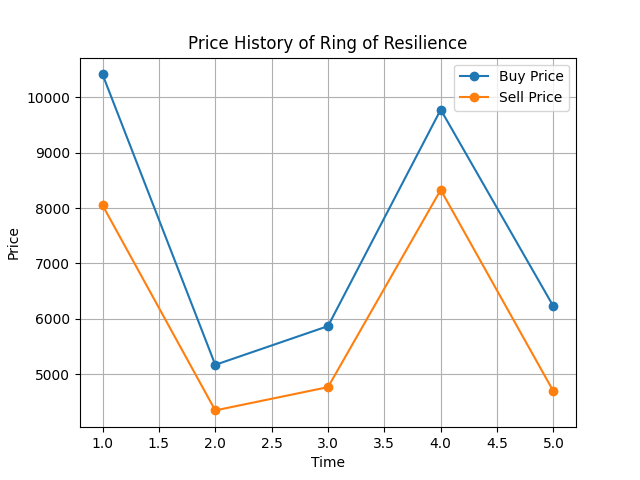 Price History of Ring of Resilience
Buy Price
Sell Price
10000
9000
8000
7000
6000
5000
Price
1.0 1.5 2.0 2.5 3.0 3.5 4.0 4.5 5.0
Time